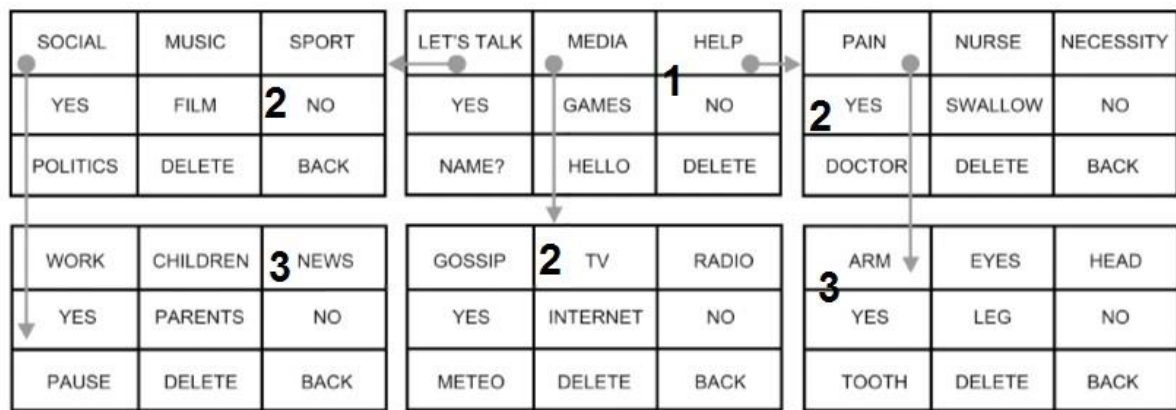 SOCIAL MUSIC SPORT
YES FILM 2 NO
POLITICS DELETE BACK
LET'S TALK MEDIA HELP
1
YES GAMES NO
NAME? HELLO DELETE
PAIN NURSE NECESSITY
2 YES SWALLOW NO
DOCTOR DELETE BACK
WORK CHILDREN 3 NEWS
YES PARENTS NO
PAUSE DELETE BACK
GOSSIP 2 TV RADIO
YES INTERNET NO
METEO DELETE BACK
ARM EYES HEAD
3
YES LEG NO
TOOTH DELETE BACK